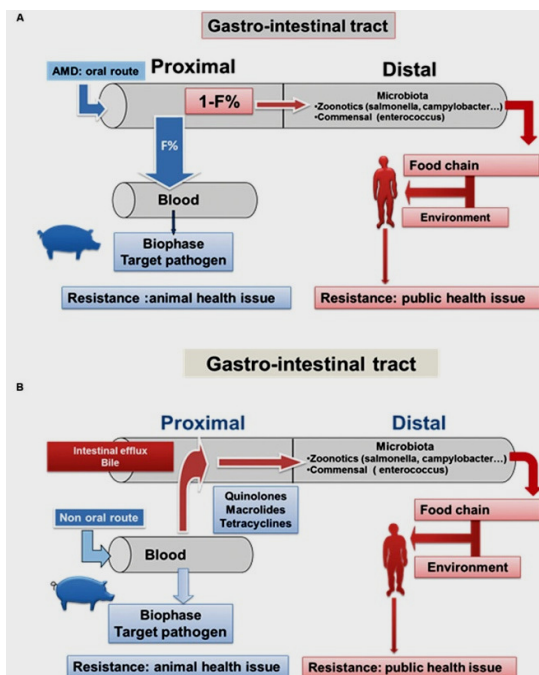 A
Gastro-intestinal tract
AMD: oral route
Proximal
Distal
1-F%
Microbiota
•Zoonotics (salmonella, campylobacter...)
•Commensal (enterococcus)
F%
Blood
Food chain
Environment
Biophase
Target pathogen
Resistance :animal health issue
Resistance: public health issue
Gastro-intestinal tract
B
Proximal
Distal
Intestinal efflux
Bile
Microbiota
•Zoonotics (salmonella, campylobacter...)
•Commensal ( enterococcus)
Quinolones
Macrolides
Tetracyclines
Non oral route
Blood
Food chain
Environment
Biophase
Target pathogen
Resistance: animal health issue
Resistance: public health issue